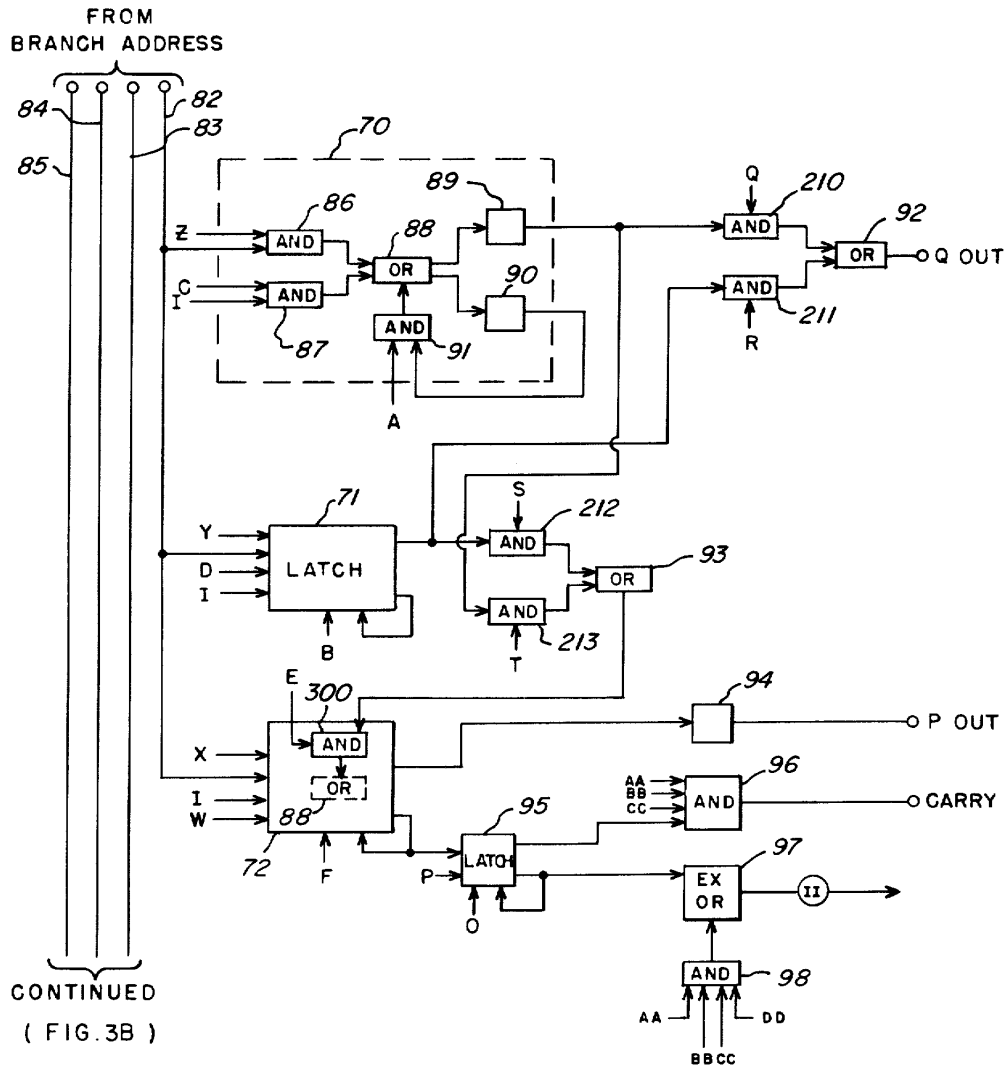 FROM
BRANCH ADDRESS
82
84
83
85
70
89
Q
210
86
88
92
Z
AND
AND
OR
OR
Q OUT
90
C
I
AND
AND
87
AND
91
211
R
A
71
S
212
Y
AND
93
D
LATCH
OR
I
AND
B
213
T
E
300
94
X
AND
P OUT
I
OR
AA
96
W
88
BB
CC
AND
CARRY
95
72
F
P
LATCH
97
O
EX
OR
II
AND
98
AA
DD
BB
CC
CONTINUED
( FIG. 3B )